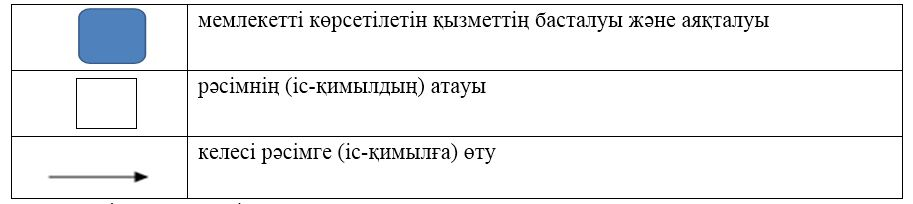 мемлекетті көрсетілетін қызметтің басталуы және аяқталуы
рәсімнің (іс-қимылдың) атауы
келесі рәсімге (іс-қимылға) өту